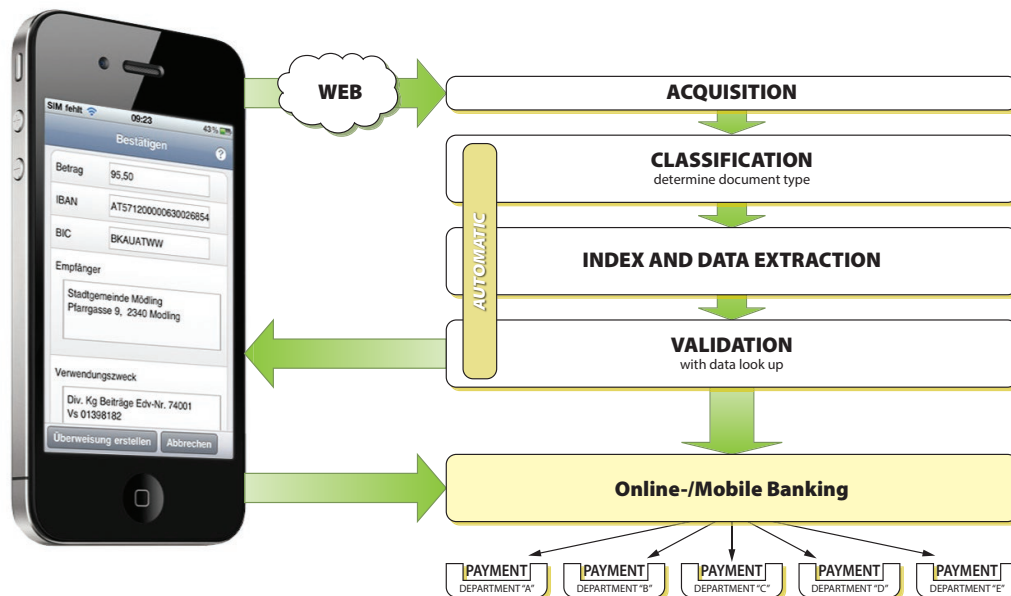 SIM fehlt
09:23
43 %
Bestätigen
?
Betrag
95,50
IBAN
AT571200000630026854
BIC
BKAUATWW
Empfänger
Stadtgemeinde Mödling
Pfarrgasse 9, 2340 Modling
Verwendungszweck
Div. Kg Beiträge Edv-Nr. 74001
Vs 01398182
Überweisung erstellen
Abbrechen
WEB
ACQUISITION
CLASSIFICATION
determine document type
AUTOMATIC
INDEX AND DATA EXTRACTION
VALIDATION
with data look up
Online-/Mobile Banking
PAYMENT
DEPARTMENT "A"
PAYMENT
DEPARTMENT "B"
PAYMENT
DEPARTMENT "C"
PAYMENT
DEPARTMENT "D"
PAYMENT
DEPARTMENT "E"